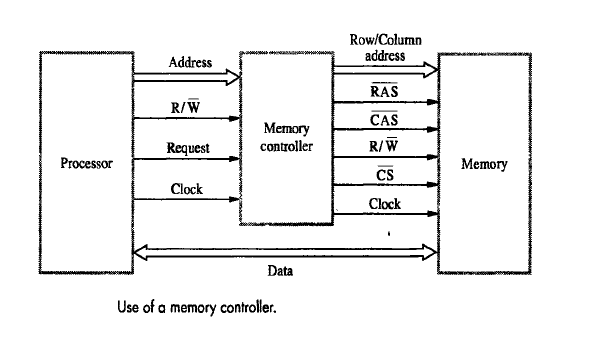 Row/Column
address
Address
RAS
R/W̅
CAS
Memory
controller
Request
R/W̅
Processor
Memory
CS
Clock
Clock
Data
Use of a memory controller.